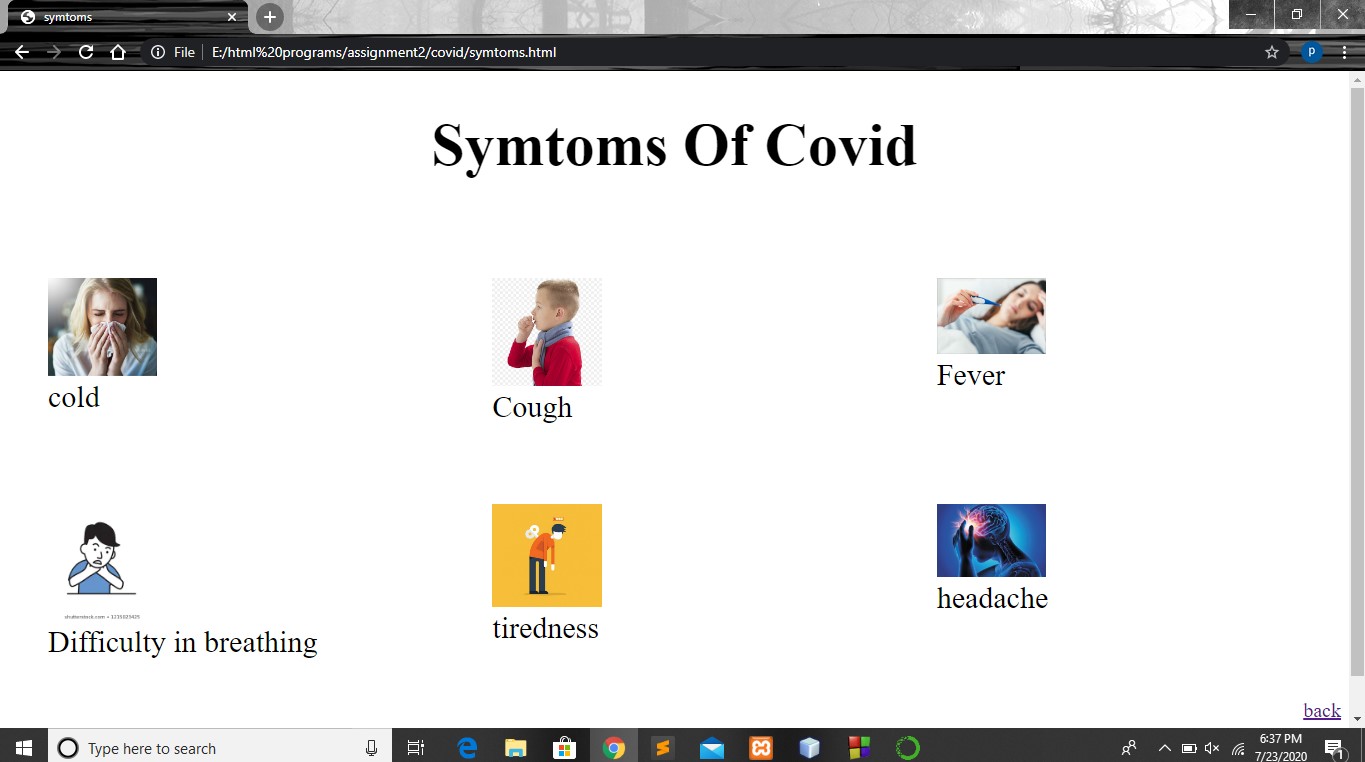 symtoms
File
E:/html%20programs/assignment2/covid/symtoms.html
p
Symtoms Of Covid
cold
Cough
Fever
shutterstock.com • 1235023425
Difficulty in breathing
tiredness
headache
back
Type here to search
6:37 PM
7/23/2020
1